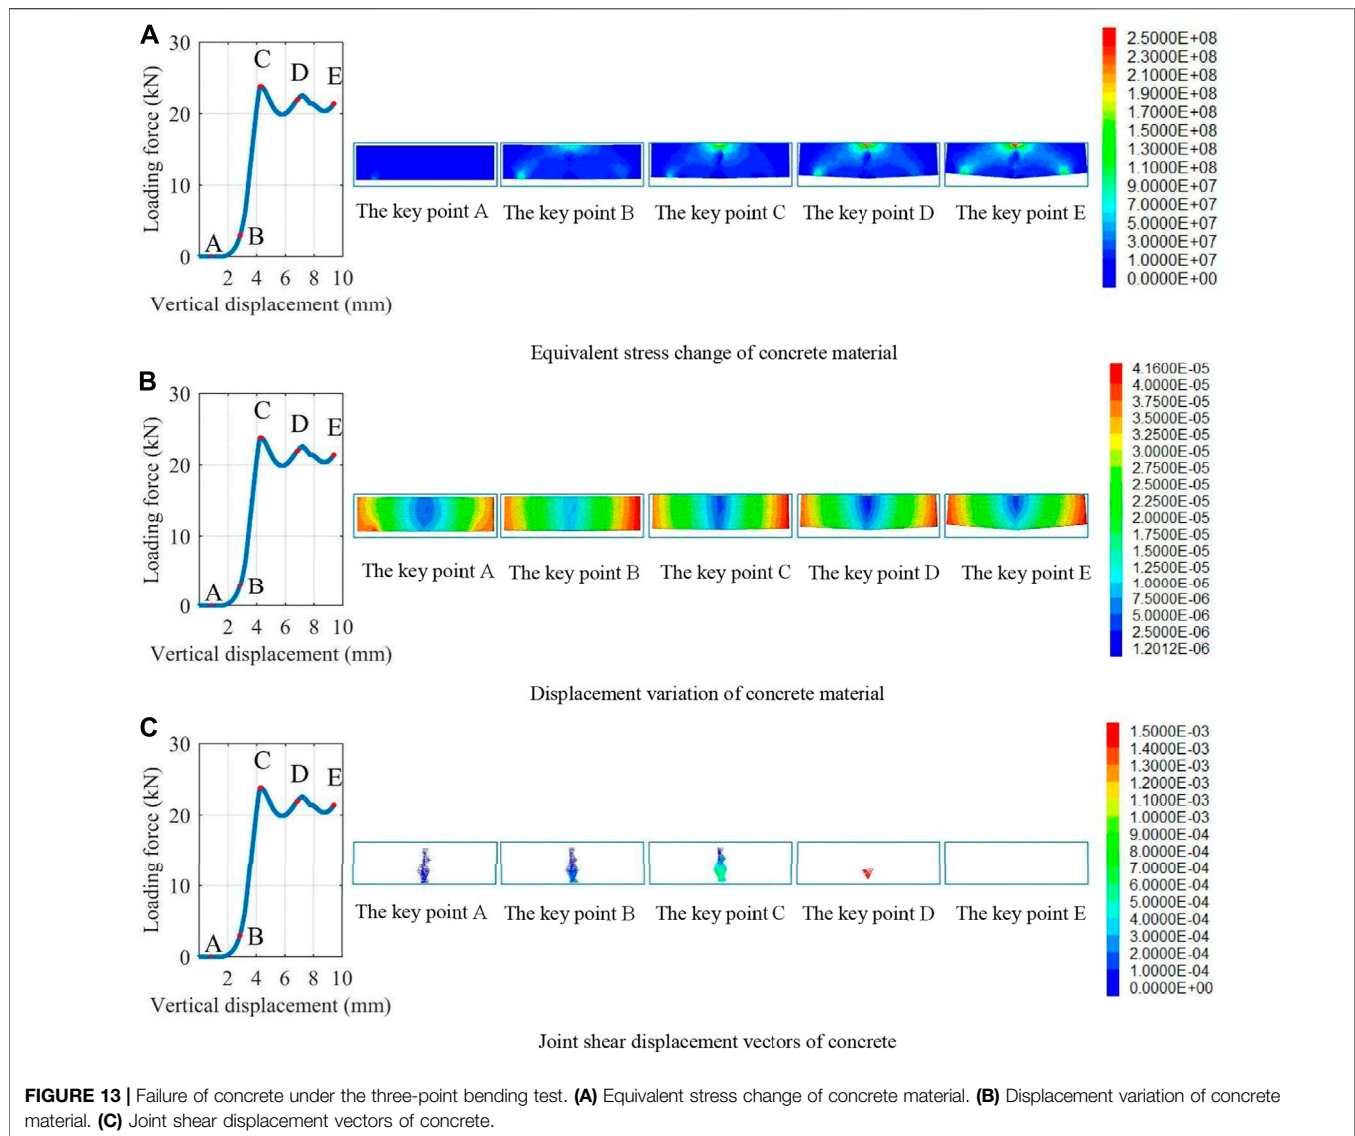 A
30
20
10
0
Loading force (kN)
A
B
C
D
E
2 4 6 8 10
Vertical displacement (mm)
The key point A The key point B The key point C The key point D The key point E
2.5000E+08
2.3000E+08
2.1000E+08
1.9000E+08
1.7000E+08
1.5000E+08
1.3000E+08
1.1000E+08
9.0000E+07
7.0000E+07
5.0000E+07
3.0000E+07
1.0000E+07
0.0000E+00
Equivalent stress change of concrete material
B
30
20
10
0
Loading force (kN)
A
B
C
D
E
2 4 6 8 10
Vertical displacement (mm)
The key point A The key point B The key point C The key point D The key point E
4.1600E-05
4.0000E-05
3.7500E-05
3.5000E-05
3.2500E-05
3.0000E-05
2.7500E-05
2.5000E-05
2.2500E-05
2.0000E-05
1.7500E-05
1.5000E-05
1.2500E-05
1.0000E-05
7.5000E-06
5.0000E-06
2.5000E-06
1.2012E-06
Displacement variation of concrete material
C
30
20
10
0
Loading force (kN)
A
B
C
D
E
2 4 6 8 10
Vertical displacement (mm)
The key point A The key point B The key point C The key point D The key point E
1.5000E-03
1.4000E-03
1.3000E-03
1.2000E-03
1.1000E-03
1.0000E-03
9.0000E-04
8.0000E-04
7.0000E-04
6.0000E-04
5.0000E-04
4.0000E-04
3.0000E-04
2.0000E-04
1.0000E-04
0.0000E+00
Joint shear displacement vectors of concrete
FIGURE 13 | Failure of concrete under the three-point bending test. (A) Equivalent stress change of concrete material. (B) Displacement variation of concrete
material. (C) Joint shear displacement vectors of concrete.